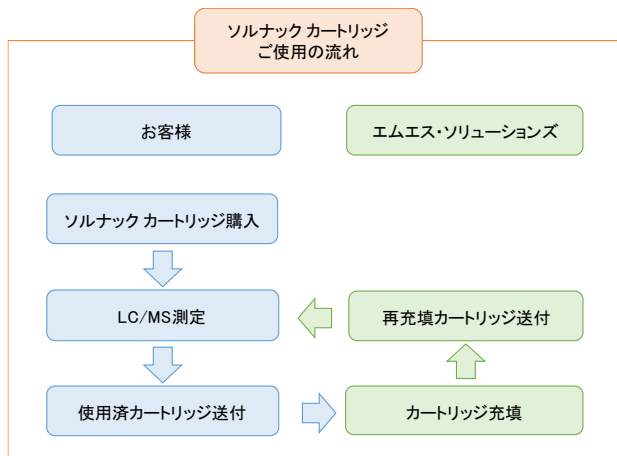 ソルナック カートリッジ
ご使用の流れ
お客様
エムエス・ソリューションズ
ソルナック カートリッジ購入
LC/MS測定
再充填カートリッジ送付
使用済カートリッジ送付
カートリッジ充填